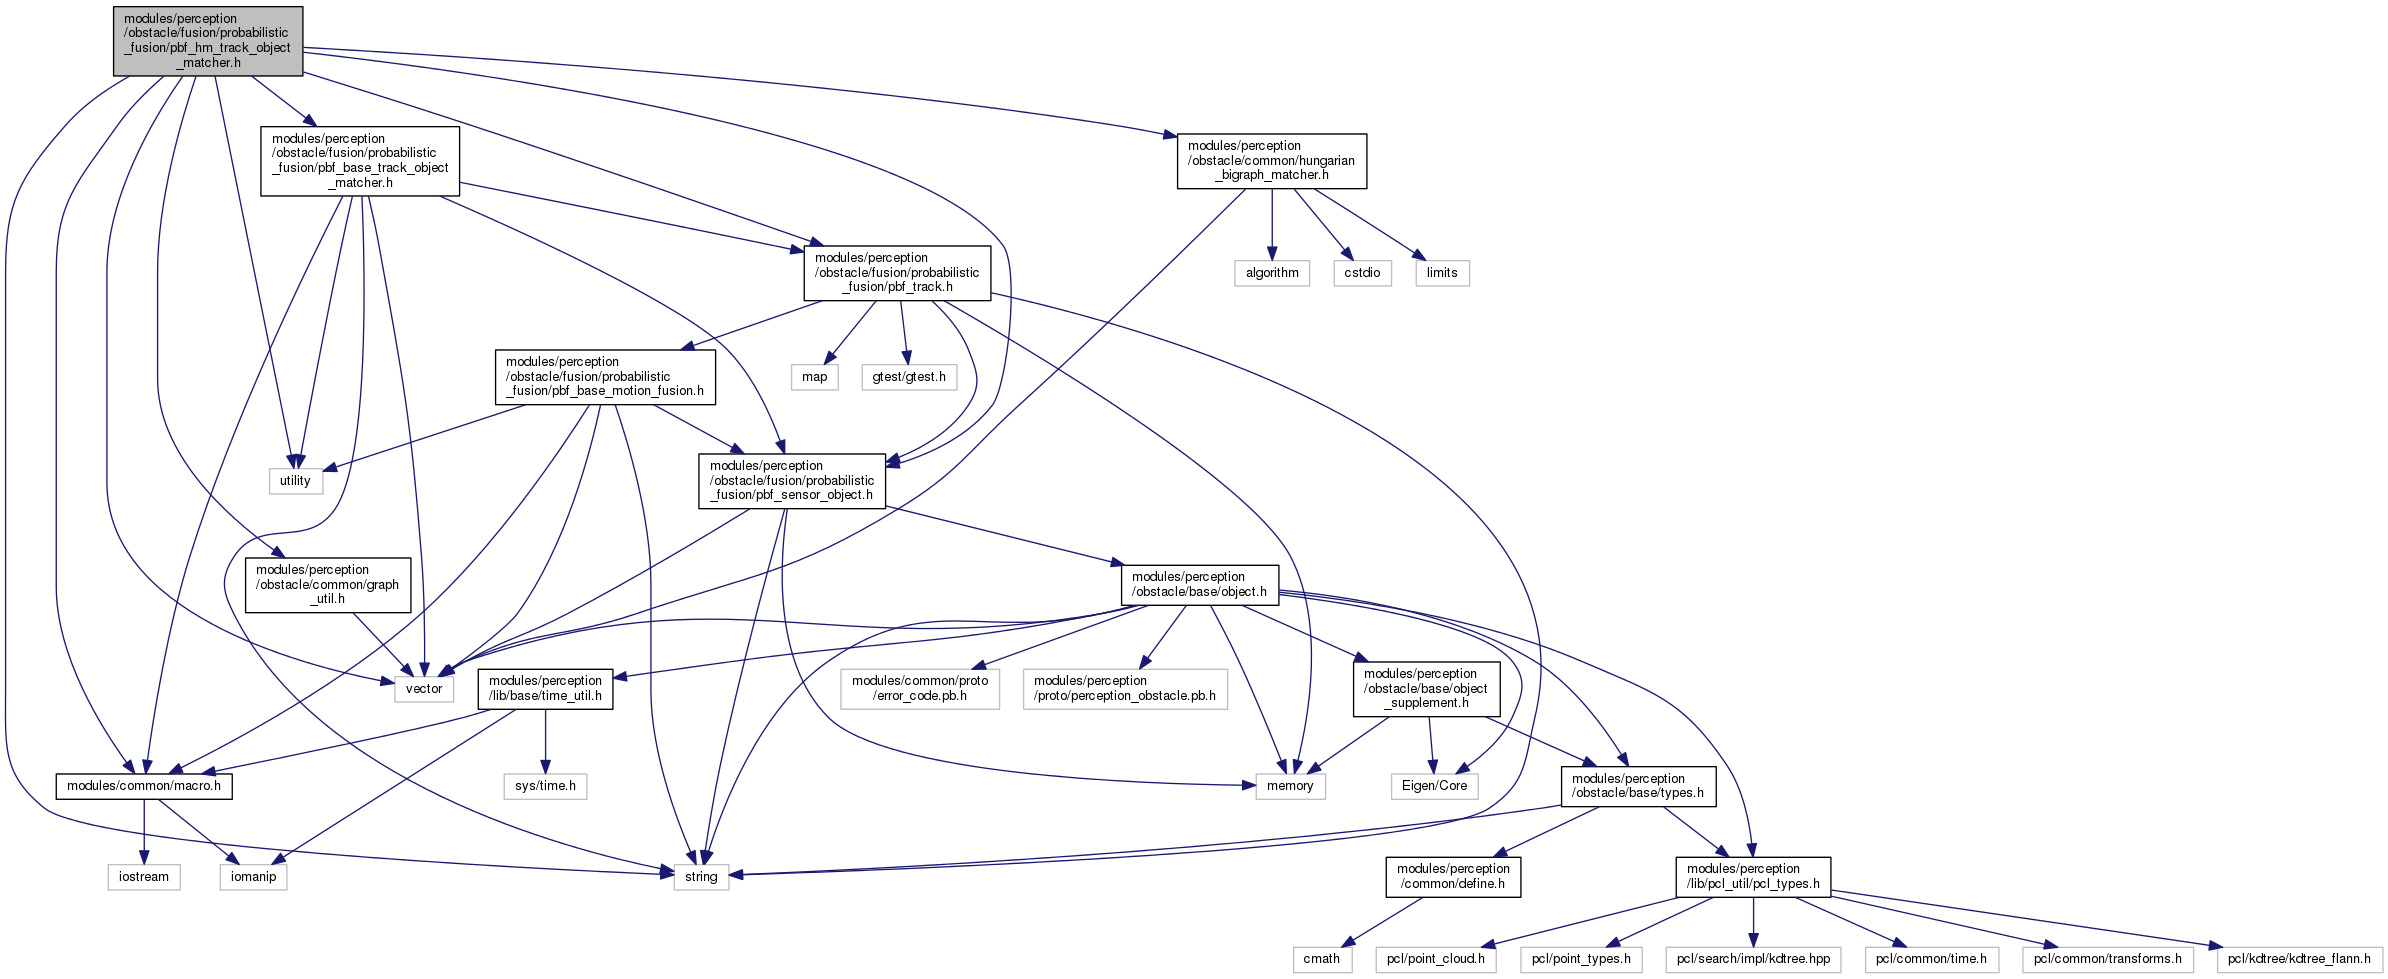 modules/perception
/obstacle/fusion/probabilistic
_fusion/pbf_hm_track_object
_matcher.h
modules/perception
/obstacle/fusion/probabilistic
_fusion/pbf_base_track_object
_matcher.h
modules/perception
/obstacle/common/hungarian
_bigraph_matcher.h
modules/perception
/obstacle/fusion/probabilistic
_fusion/pbf_track.h
algorithm
cstdio
limits
modules/perception
/obstacle/fusion/probabilistic
_fusion/pbf_base_motion_fusion.h
map
gtest/gtest.h
utility
modules/perception
/obstacle/fusion/probabilistic
_fusion/pbf_sensor_object.h
modules/perception
/obstacle/common/graph
_util.h
modules/perception
/obstacle/base/object.h
vector
modules/perception
/lib/base/time_util.h
modules/common/proto
/error_code.pb.h
modules/perception
/proto/perception_obstacle.pb.h
modules/perception
/obstacle/base/object
_supplement.h
modules/common/macro.h
sys/time.h
memory
Eigen/Core
modules/perception
/obstacle/base/types.h
iostream
iomanip
string
modules/perception
/common/define.h
modules/perception
/lib/pcl_util/pcl_types.h
cmath
pcl/point_cloud.h
pcl/point_types.h
pcl/search/impl/kdtree.hpp
pcl/common/time.h
pcl/common/transforms.h
pcl/kdtree/kdtree_flann.h